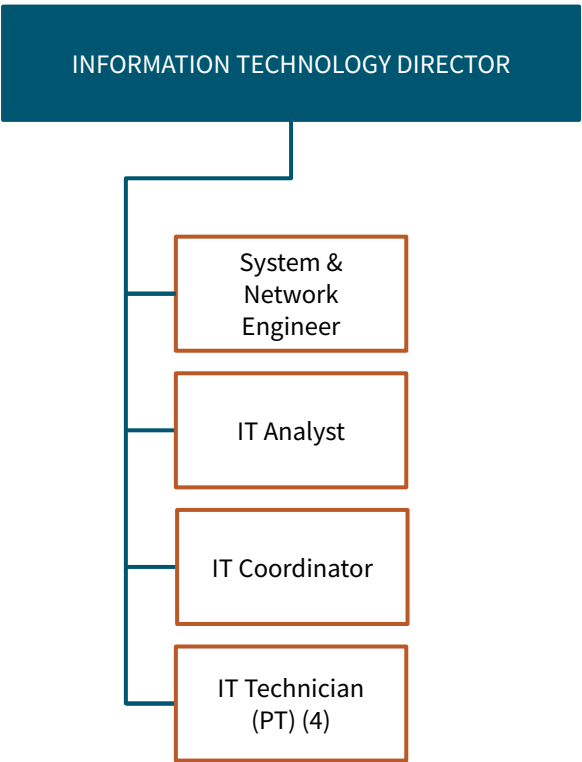 INFORMATION TECHNOLOGY DIRECTOR
System &
Network
Engineer
IT Analyst
IT Coordinator
IT Technician
(PT) (4)